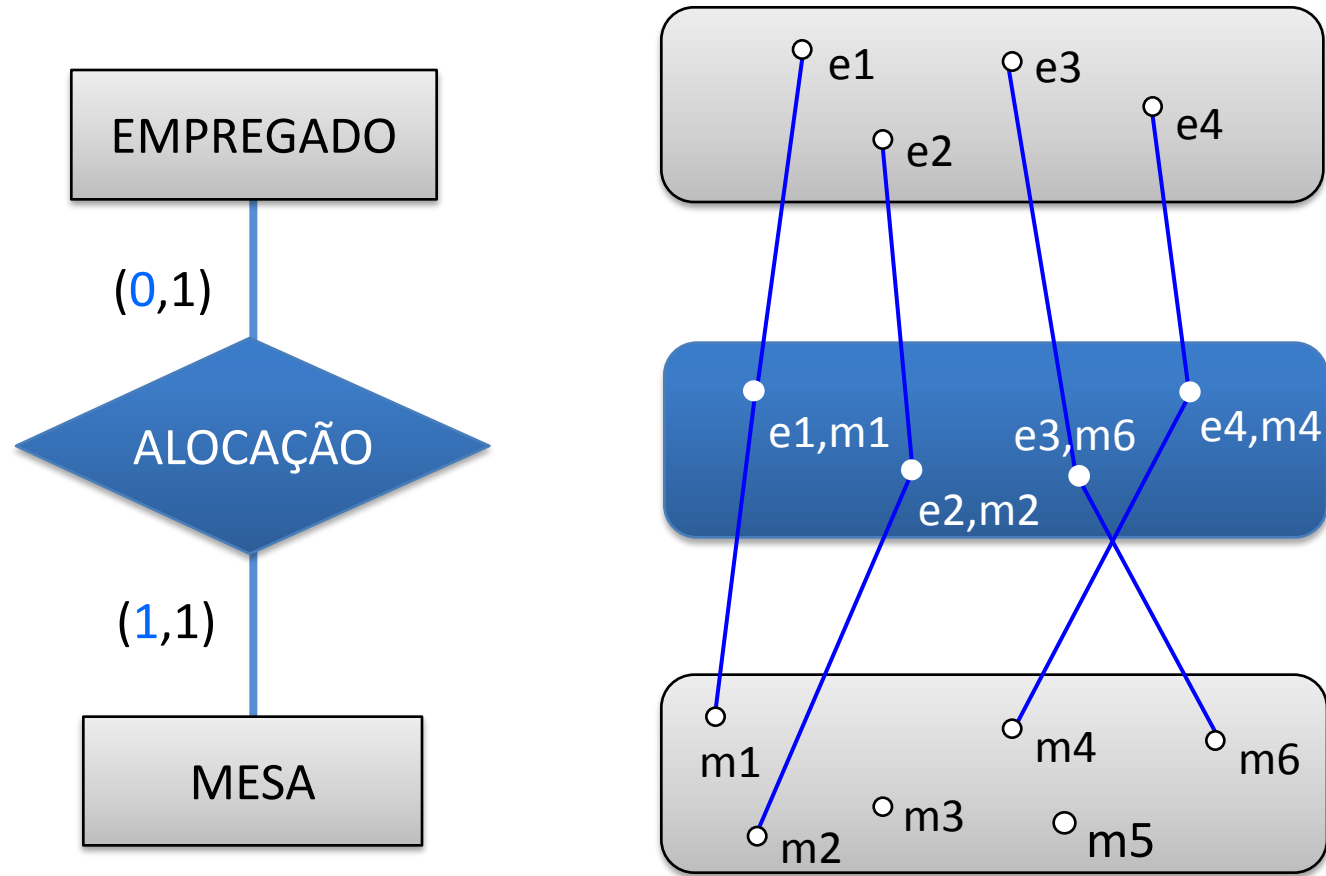 EMPREGADO
(0,1)
ALOCAÇÃO
(1,1)
MESA
e1
e2
e3
e4
e1,m1
e2,m2
e3,m6
e4,m4
m1
m2
m3
m4
m5
m6